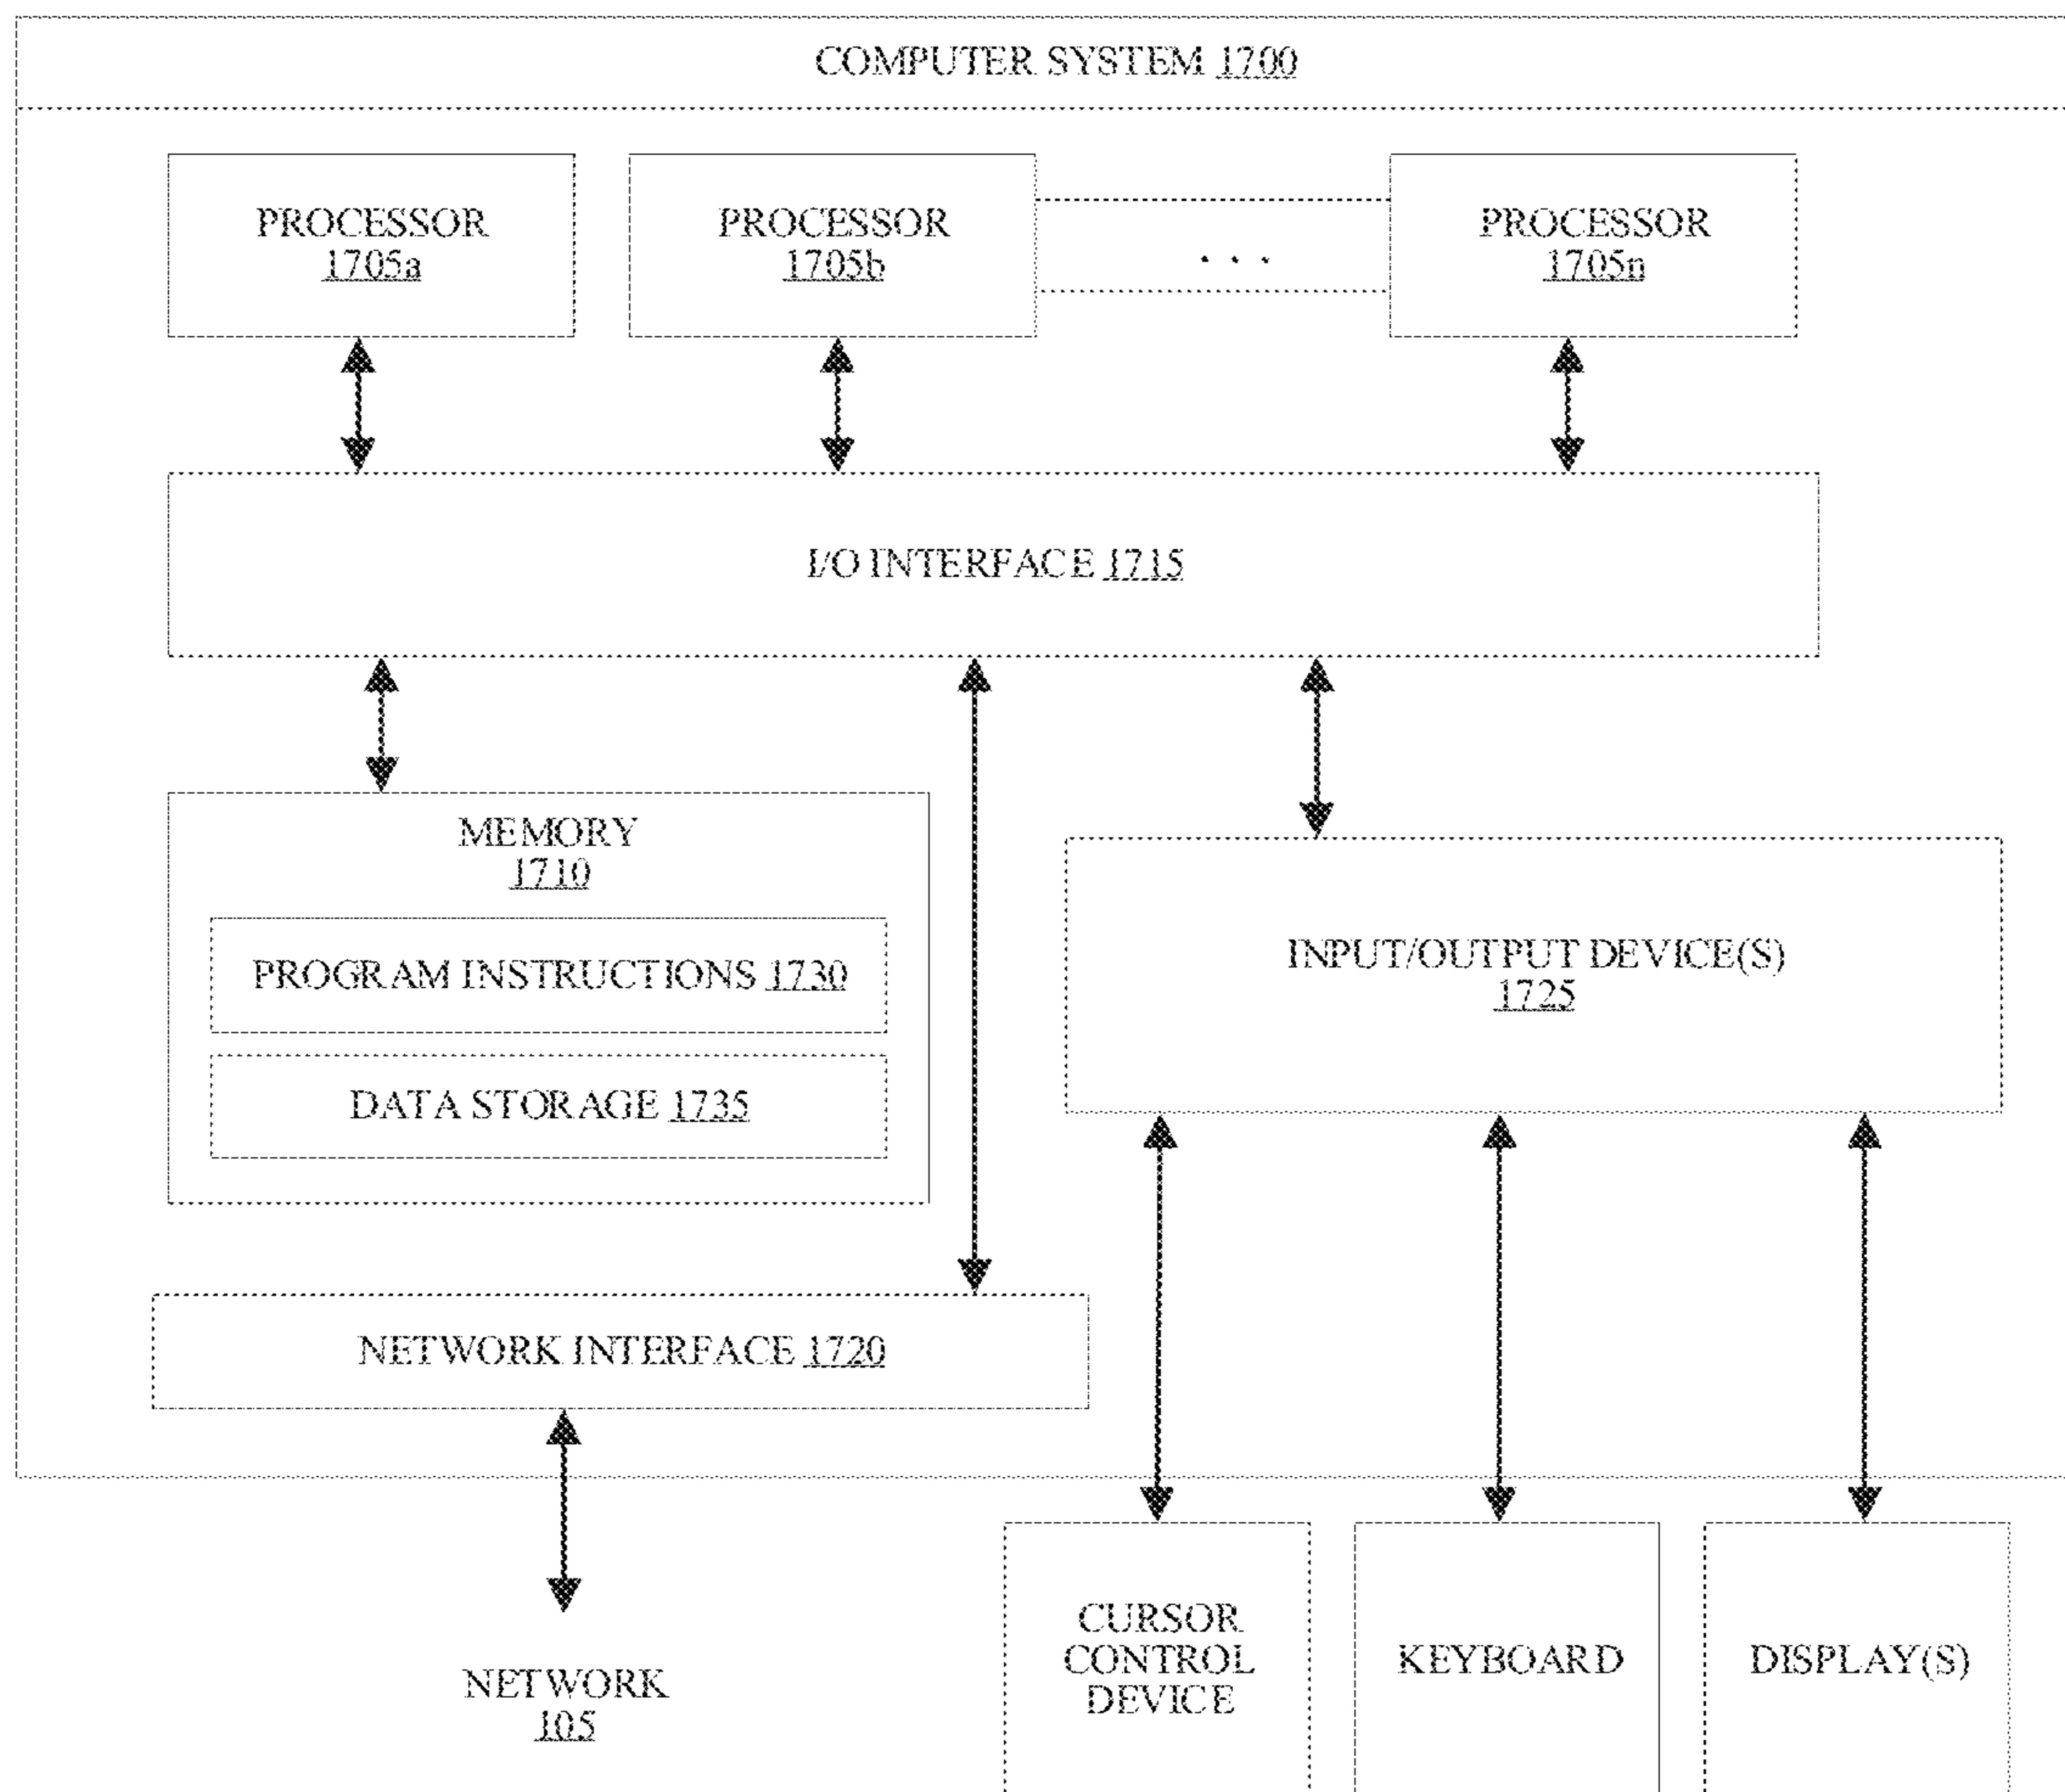 COMPUTER SYSTEM 1700
PROCESSOR
1705a
PROCESSOR
1705b
. . .
PROCESSOR
1705n
I/O INTERFACE 1715
MEMORY
1710
PROGRAM INSTRUCTIONS 1730
DATA STORAGE 1735
INPUT/OUTPUT DEVICE(S)
1725
NETWORK INTERFACE 1720
NETWORK
105
CURSOR
CONTROL
DEVICE
KEYBOARD
DISPLAY(S)